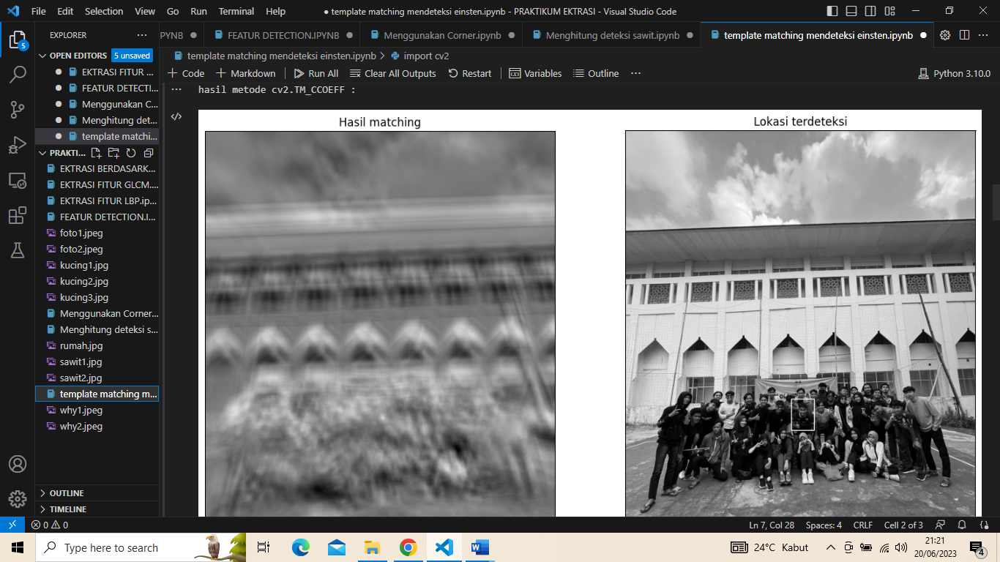 File Edit Selection View Go Run Terminal Help
● template matching mendeteksi einsten.ipynb - PRAKTIKUM EKTRASI - Visual Studio Code
EXPLORER
OPEN EDITORS 5 unsaved
EKTRASI FITUR ...
FEATUR DETECTI...
Menggunakan C...
Menghitung det...
template matchi...
PRAKTI...
EKTRASI BERDASARK...
EKTRASI FITUR GLCM....
EKTRASI FITUR LBP.ip...
FEATUR DETECTION.I...
foto1.jpeg
foto2.jpeg
kucing1.jpg
kucing2.jpg
kucing3.jpg
Menggunakan Corner...
Menghitung deteksi s...
rumah.jpg
sawit1.jpg
sawit2.jpg
template matching m...
why1.jpeg
why2.jpeg
OUTLINE
TIMELINE
5
PYNB
FEATUR DETECTION.IPYNB
Menggunakan Corner.ipynb
Menghitung deteksi sawit.ipynb
template matching mendeteksi einsten.ipynb
template matching mendeteksi einsten.ipynb > import cv2
+ Code + Markdown Run All Clear All Outputs Restart Variables Outline ...
Python 3.10.0
hasil metode cv2.TM_CCOEFF :
Hasil matching
Lokasi terdeteksi
0 0
Ln 7, Col 28 Spaces: 4 CRLF Cell 2 of 3
Type here to search
24°C Kabut
21:21
20/06/2023
4